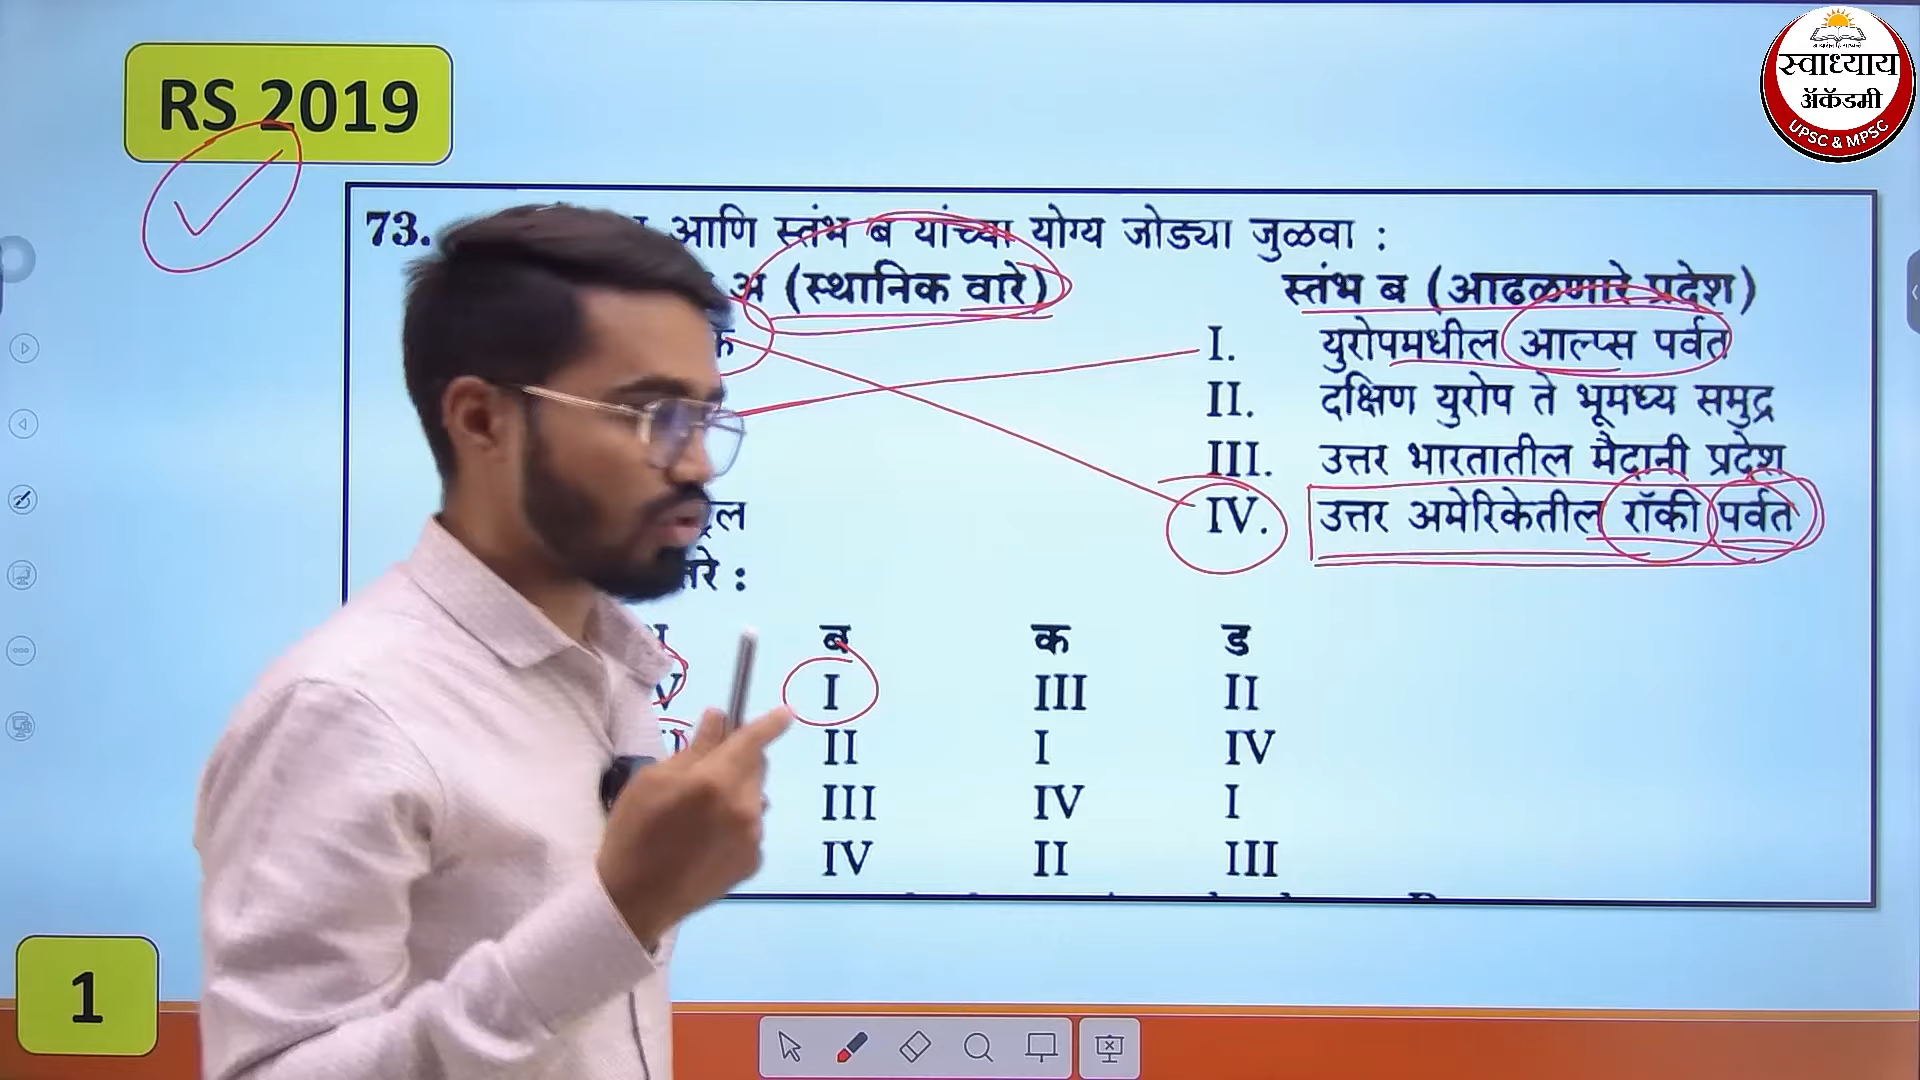 RS 2019
स्वाध्याय
अ‍ॅकॅडमी
UPSC & MPSC
73. आणि स्तंभ ब यांच्या योग्य जोड्या जुळवा :
अ (स्थानिक वारे) स्तंभ ब (आढळणारे प्रदेश)
I. युरोपमधील आल्प्स पर्वत
II. दक्षिण युरोप ते भूमध्य समुद्र
III. उत्तर भारतातील मैदानी प्रदेश
IV. उत्तर अमेरिकेतील रॉकी पर्वत
ब क ड
I III II
II I IV
III IV I
IV II III
1